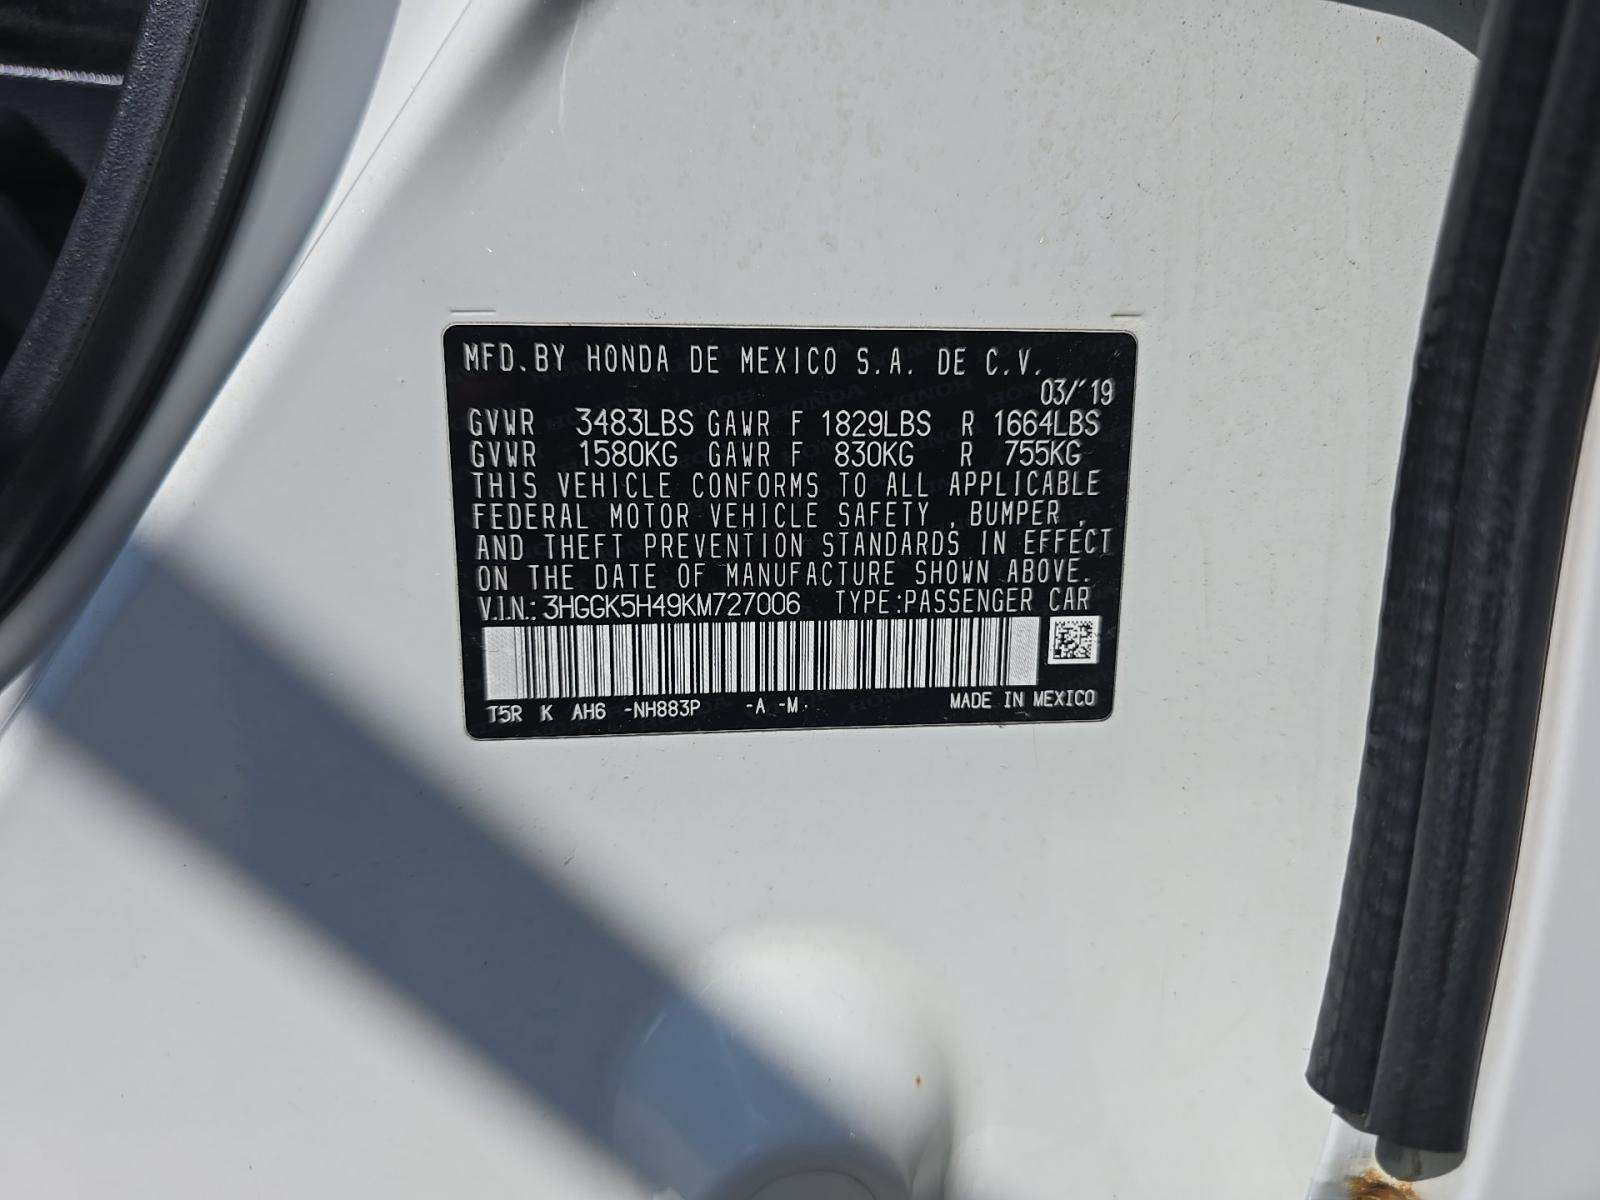 MFD.BY HONDA DE MEXICO S.A. DE C.V.
03/'19
GVWR 3483LBS GAWR F 1829LBS R 1664LBS
GVWR 1580KG GAWR F 830KG R 755KG
THIS VEHICLE CONFORMS TO ALL APPLICABLE
FEDERAL MOTOR VEHICLE SAFETY , BUMPER ,
AND THEFT PREVENTION STANDARDS IN EFFECT
ON THE DATE OF MANUFACTURE SHOWN ABOVE.
V.I.N.: 3HGGK5H49KM727006 TYPE:PASSENGER CAR
T5R K AH6 -NH883P -A -M· MADE IN MEXICO